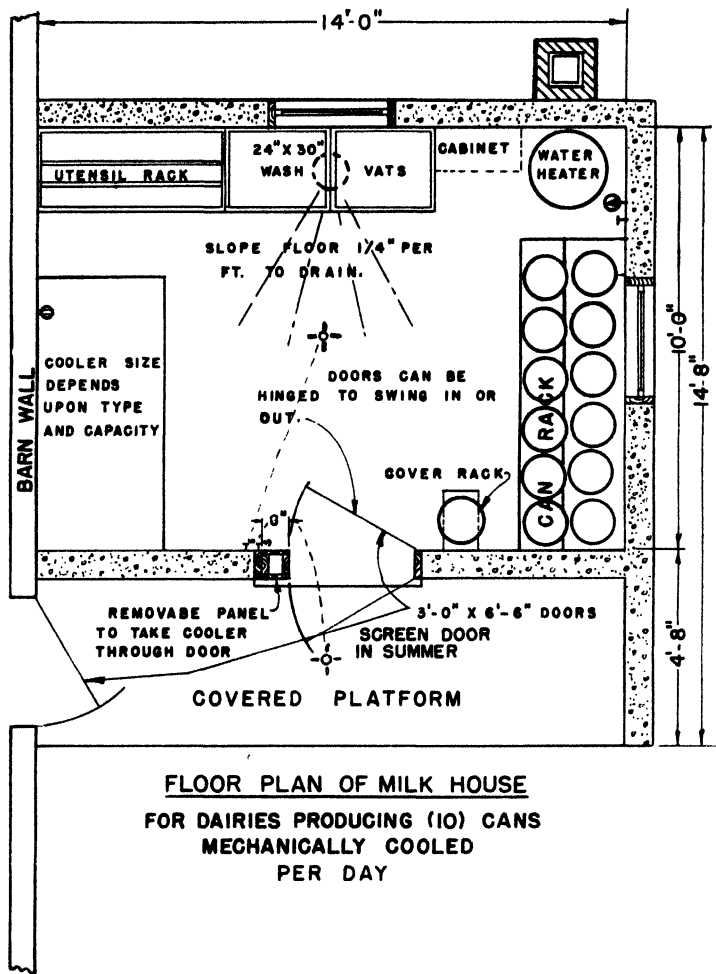 14'-0"
UTENSIL RACK
24" X 30"
WASH VATS
CABINET
WATER
HEATER
SLOPE FLOOR 1/4" PER
FT. TO DRAIN.
COOLER SIZE
DEPENDS
UPON TYPE
AND CAPACITY
DOORS CAN BE
HINGED TO SWING IN OR
OUT.
BARN WALL
CAN RACK
10'-0"
14'-8"
COVER RACK
REMOVABE PANEL
TO TAKE COOLER
THROUGH DOOR
3'-0" X 6'-6" DOORS
SCREEN DOOR
IN SUMMER
4'-8"
COVERED PLATFORM
FLOOR PLAN OF MILK HOUSE
FOR DAIRIES PRODUCING (10) CANS
MECHANICALLY COOLED
PER DAY